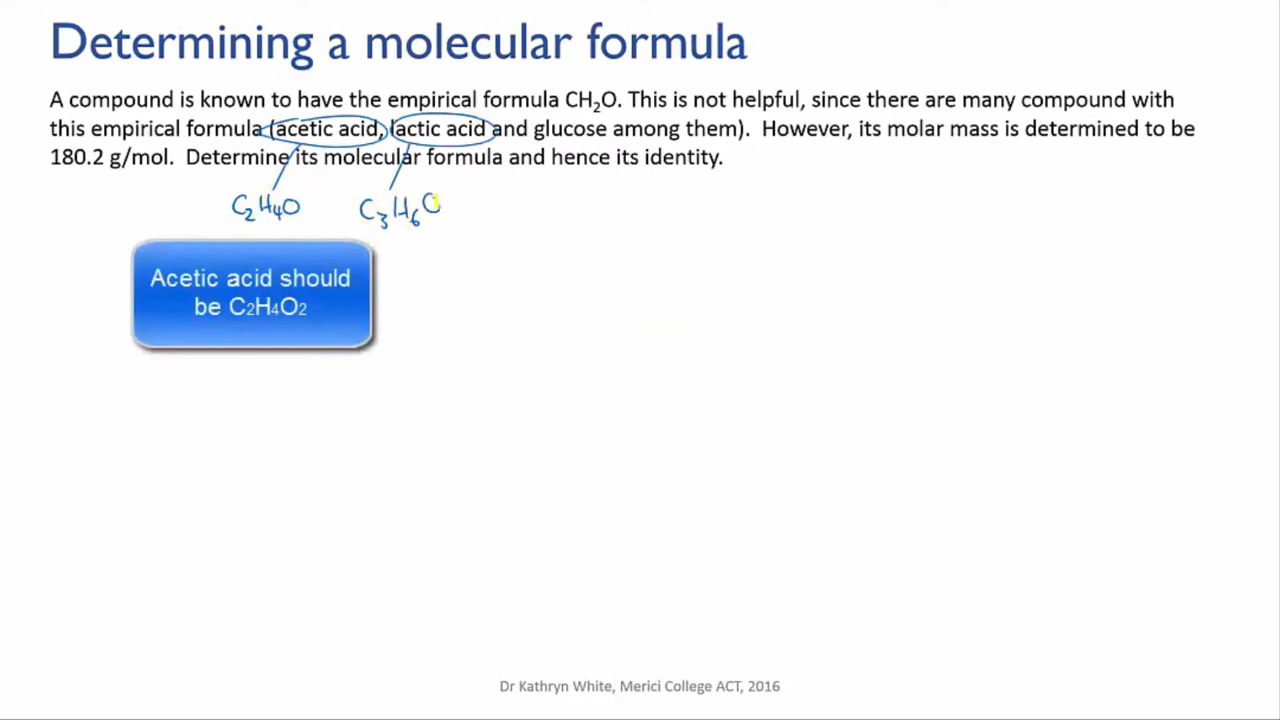 Determining a molecular formula
A compound is known to have the empirical formula CH₂O. This is not helpful, since there are many compound with
this empirical formula (acetic acid, lactic acid and glucose among them). However, its molar mass is determined to be
180.2 g/mol. Determine its molecular formula and hence its identity.
C₂H₄O C₃H₆O
Acetic acid should
be C₂H₄O₂
Dr Kathryn White, Merici College ACT, 2016